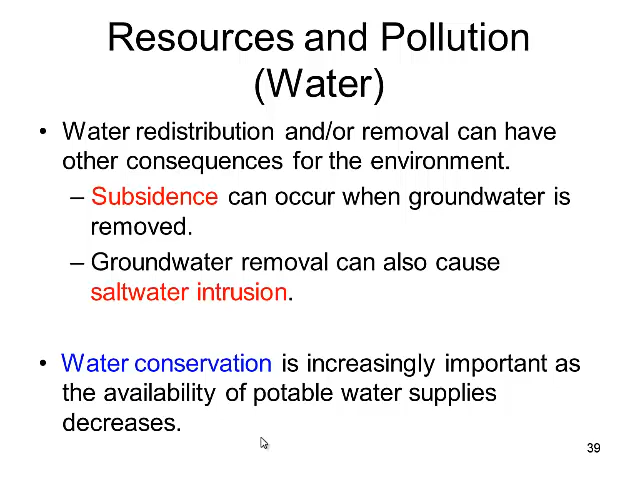 Resources and Pollution
(Water)
• Water redistribution and/or removal can have
other consequences for the environment.
– Subsidence can occur when groundwater is
removed.
– Groundwater removal can also cause
saltwater intrusion.
• Water conservation is increasingly important as
the availability of potable water supplies
decreases.
39